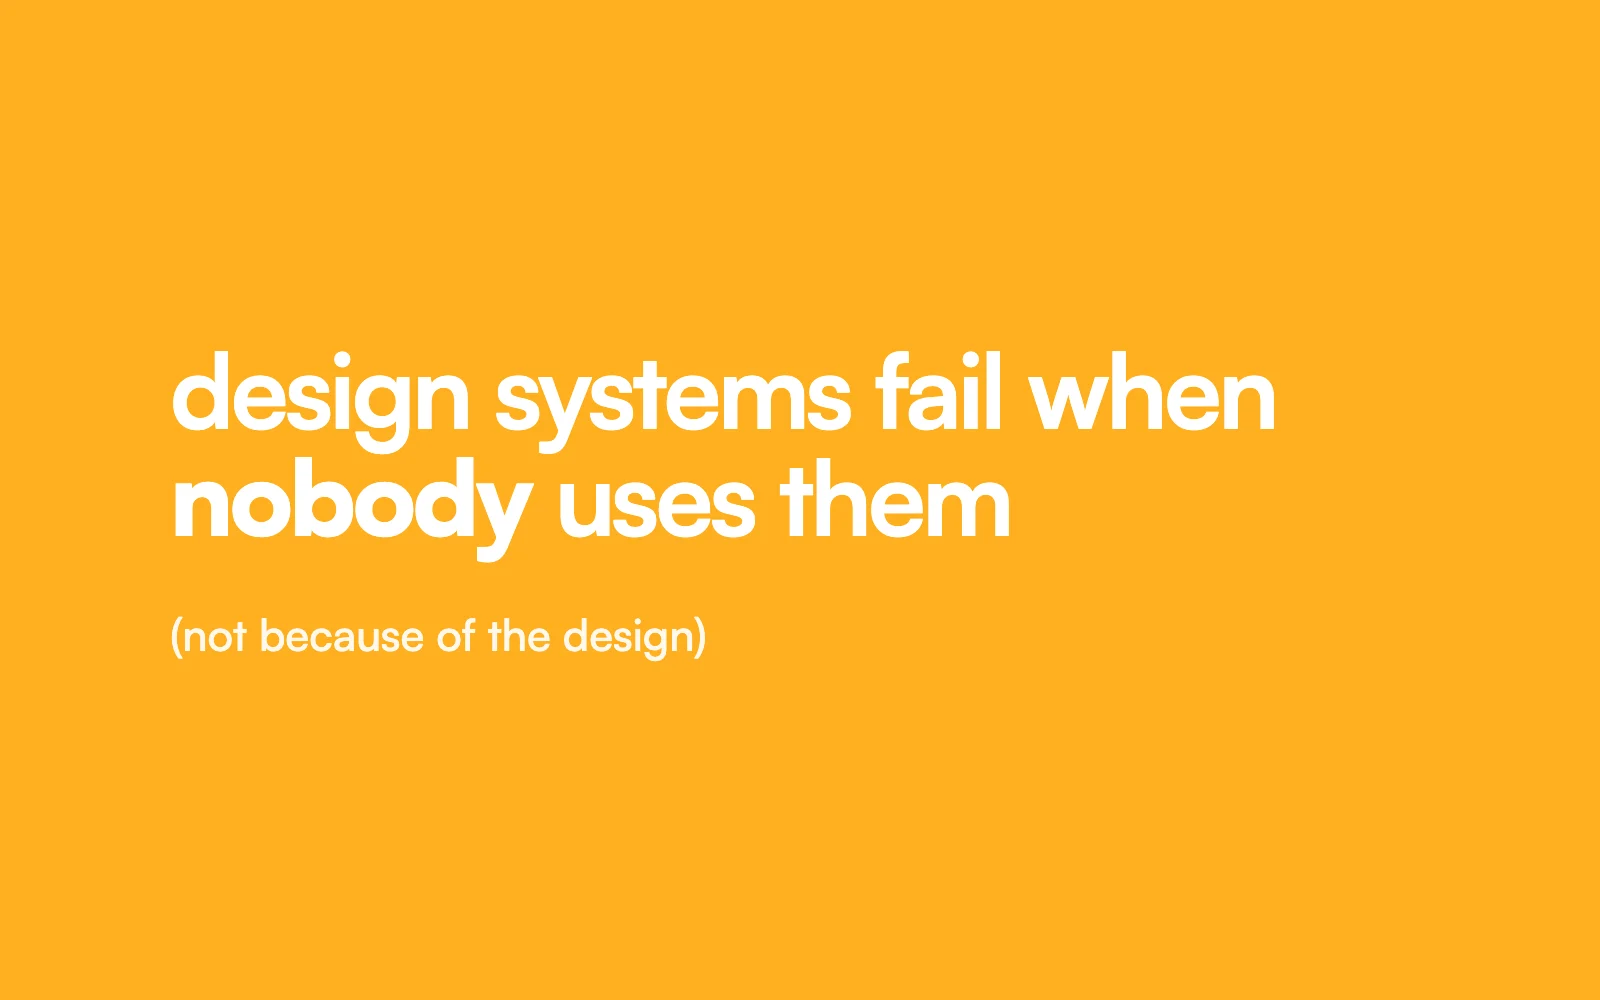 design systems fail when
nobody uses them
(not because of the design)